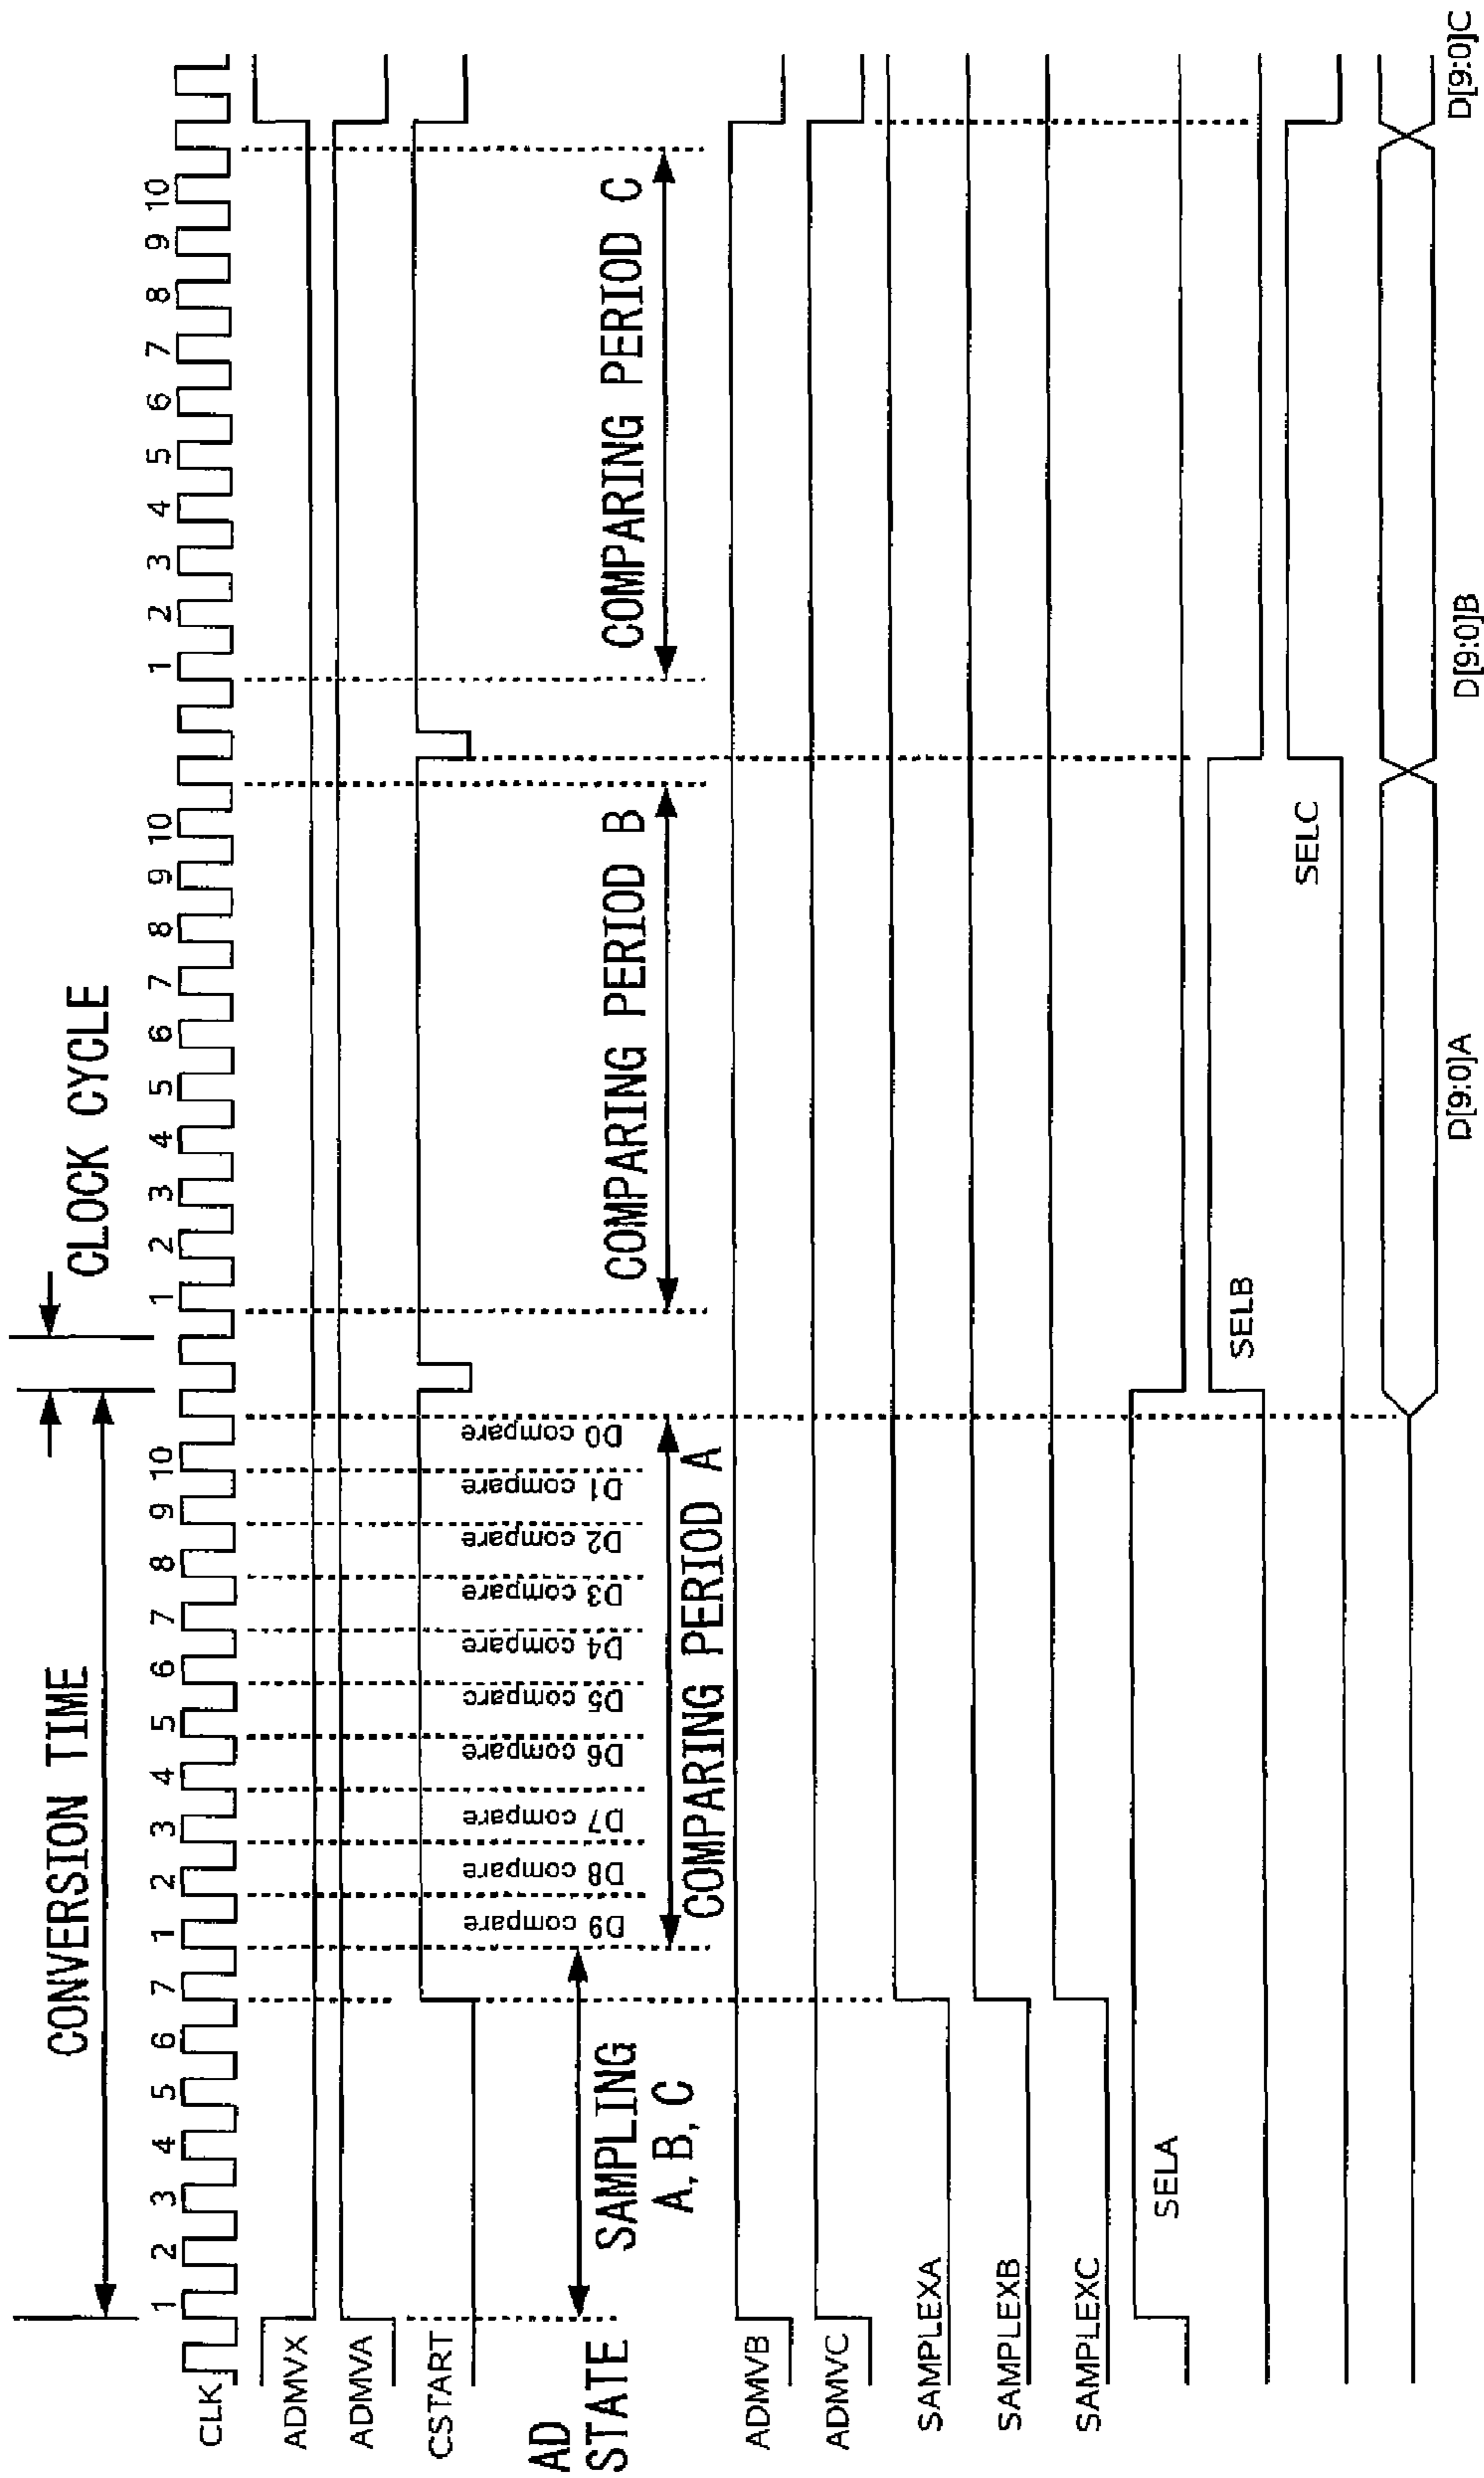 CONVERSION TIME
CLOCK CYCLE
CLK
1 2 3 4 5 6 7 1 2 3 4 5 6 7 8 9 10 1 2 3 4 5 6 7 8 9 10 1 2 3 4 5 6 7 8 9 10
ADMVX
ADMVA
CSTART
D9 compare
D8 compare
D7 compare
D6 compare
D5 compare
D4 compare
D3 compare
D2 compare
D1 compare
D0 compare
AD
STATE
SAMPLING
A, B, C
COMPARING PERIOD A
COMPARING PERIOD B
COMPARING PERIOD C
ADMVB
ADMVC
SAMPLEXA
SAMPLEXB
SAMPLEXC
SELA
SELB
SELC
D[9:0]A
D[9:0]B
D[9:0]C